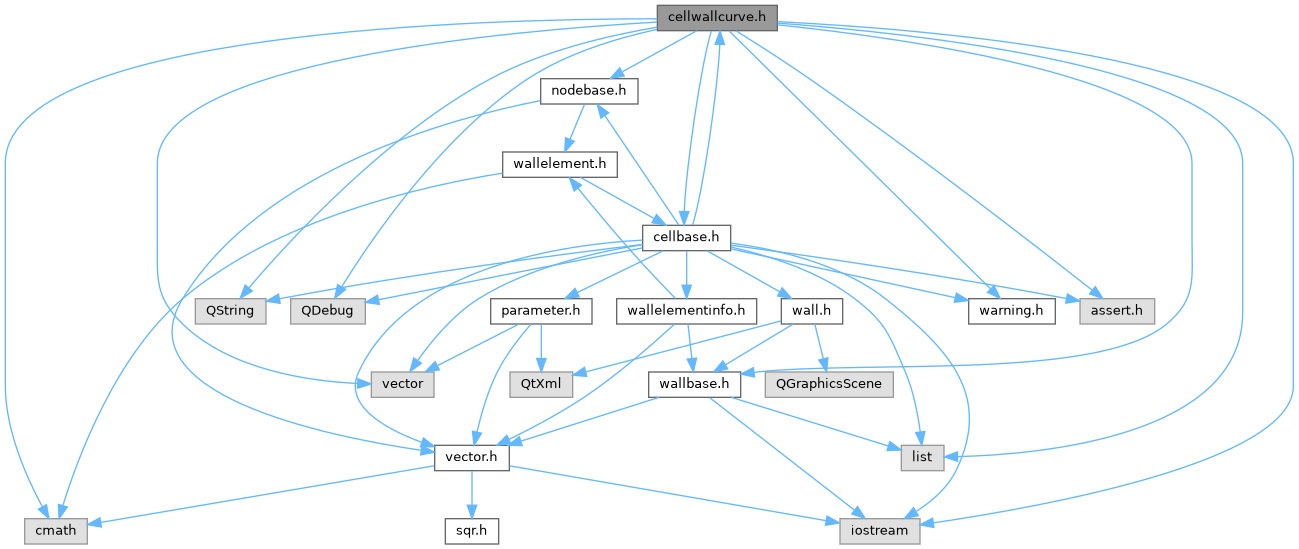 cellwallcurve.h
nodebase.h
wallelement.h
cellbase.h
QString
QDebug
parameter.h
wallelementinfo.h
wall.h
warning.h
assert.h
vector
QtXml
wallbase.h
QGraphicsScene
vector.h
list
cmath
sqr.h
iostream